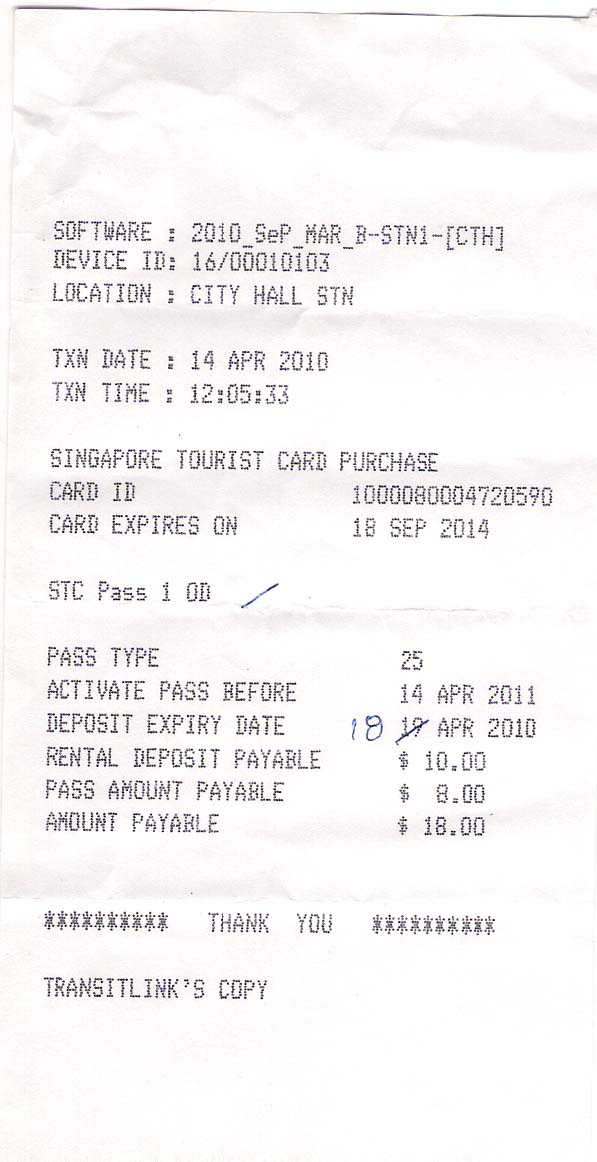 SOFTWARE : 2010_SeP_MAR_B-STN1-[CTH]
DEVICE ID: 16/00010103
LOCATION : CITY HALL STN
TXN DATE : 14 APR 2010
TXN TIME : 12:05:33
SINGAPORE TOURIST CARD PURCHASE
CARD ID 1000080004720590
CARD EXPIRES ON 18 SEP 2014
STC Pass 1 OD
PASS TYPE 25
ACTIVATE PASS BEFORE 14 APR 2011
DEPOSIT EXPIRY DATE 18 19 APR 2010
RENTAL DEPOSIT PAYABLE $ 10.00
PASS AMOUNT PAYABLE $ 8.00
AMOUNT PAYABLE $ 18.00
********** THANK YOU **********
TRANSITLINK'S COPY